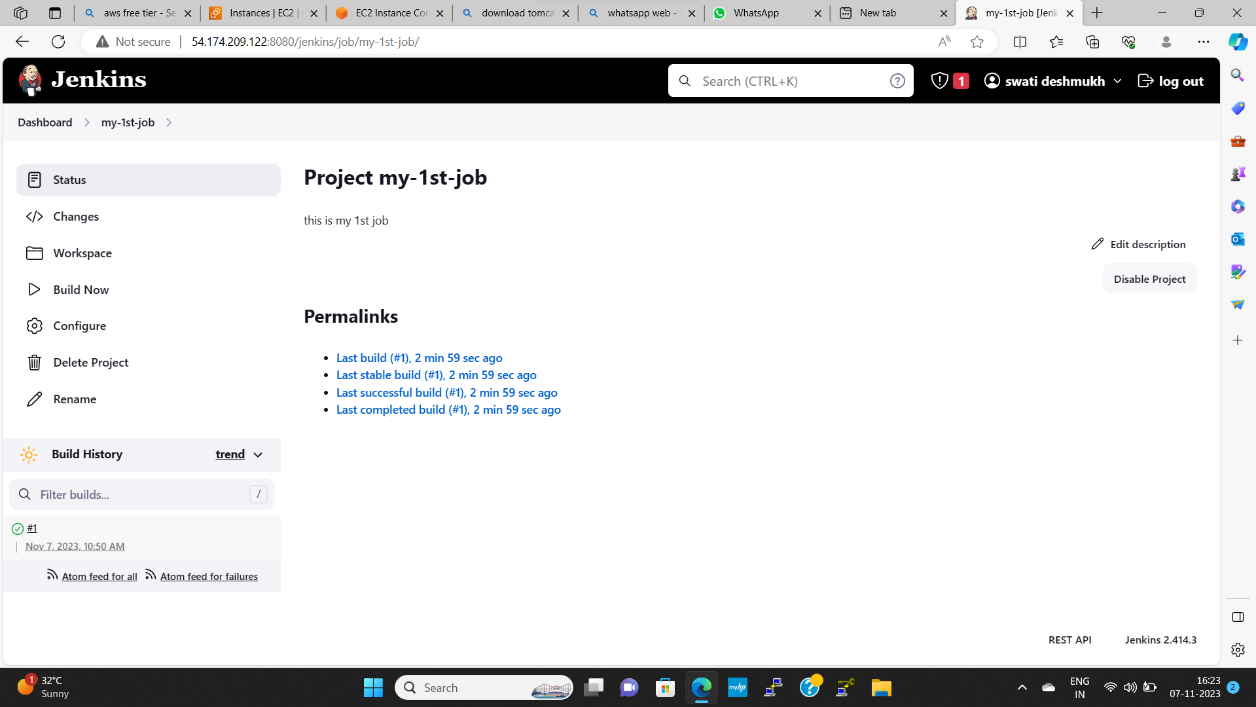 aws free tier - Se
Instances | EC2 |
EC2 Instance Cor
download tomca
whatsapp web -
WhatsApp
New tab
my-1st-job [Jenk
Not secure
54.174.209.122:8080/jenkins/job/my-1st-job/
Jenkins
Search (CTRL+K)
?
1
swati deshmukh
log out
Dashboard
my-1st-job
Status
Changes
Workspace
Build Now
Configure
Delete Project
Rename
Build History
trend
Filter builds...
/
#1
Nov 7, 2023, 10:50 AM
Atom feed for all
Atom feed for failures
Project my-1st-job
this is my 1st job
Edit description
Disable Project
Permalinks
Last build (#1), 2 min 59 sec ago
Last stable build (#1), 2 min 59 sec ago
Last successful build (#1), 2 min 59 sec ago
Last completed build (#1), 2 min 59 sec ago
REST API
Jenkins 2.414.3
1
32°C
Sunny
Search
myhp
ENG
IN
16:23
07-11-2023
2